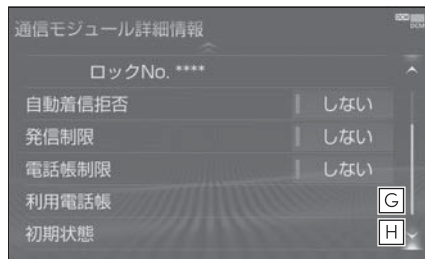 通信モジュール詳細情報
DCM
ロックNo. ****
自動着信拒否 しない
発信制限 しない
電話帳制限 しない
利用電話帳 G
初期状態 H